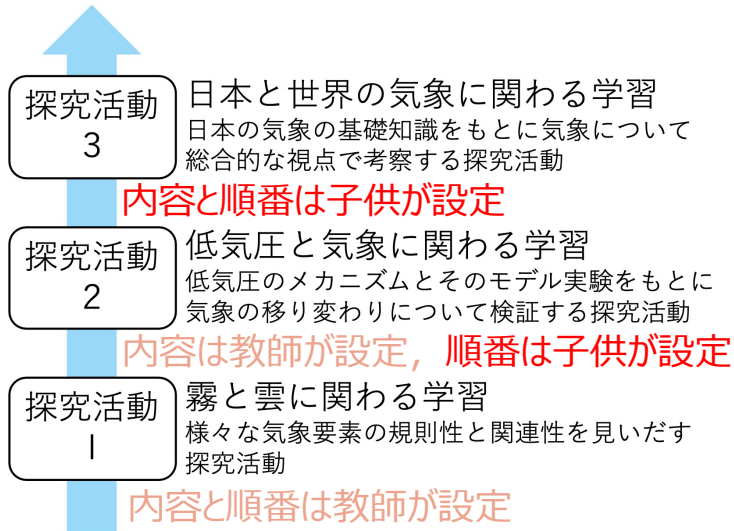 探究活動
3
日本と世界の気象に関わる学習
日本の気象の基礎知識をもとに気象について
総合的な視点で考察する探究活動
内容と順番は子供が設定
探究活動
2
低気圧と気象に関わる学習
低気圧のメカニズムとそのモデル実験をもとに
気象の移り変わりについて検証する探究活動
内容は教師が設定，順番は子供が設定
探究活動
1
霧と雲に関わる学習
様々な気象要素の規則性と関連性を見いだす
探究活動
内容と順番は教師が設定